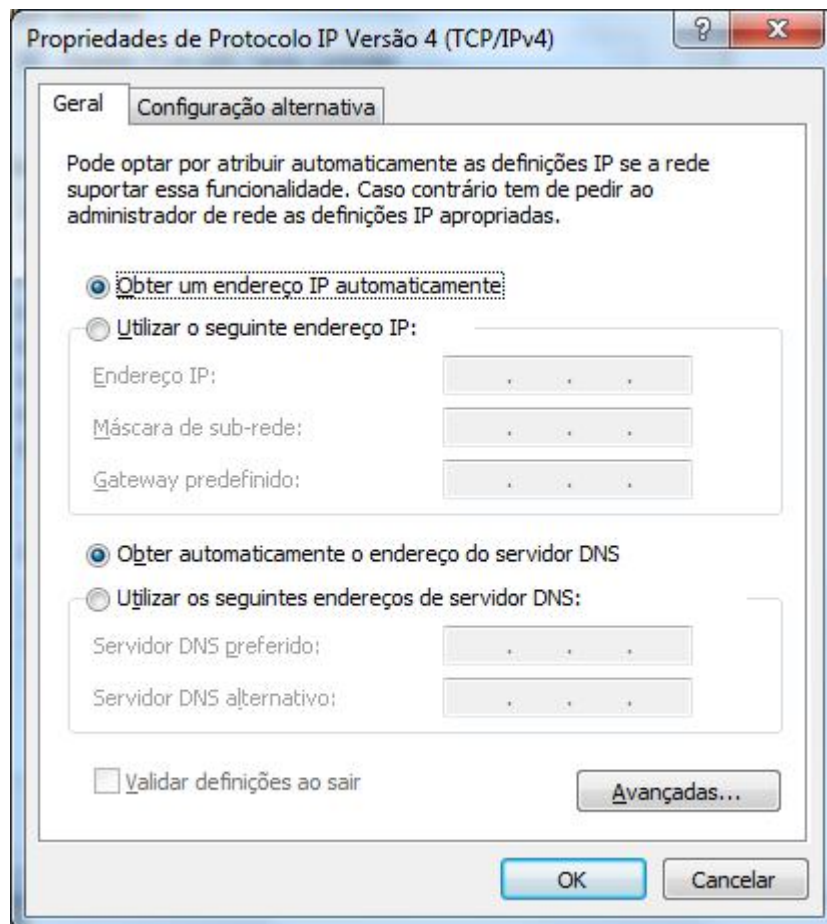 Propriedades de Protocolo IP Versão 4 (TCP/IPv4)
Geral
Configuração alternativa
Pode optar por atribuir automaticamente as definições IP se a rede
suportar essa funcionalidade. Caso contrário tem de pedir ao
administrador de rede as definições IP apropriadas.
Obter um endereço IP automaticamente
Utilizar o seguinte endereço IP:
Endereço IP:
Máscara de sub-rede:
Gateway predefinido:
Obter automaticamente o endereço do servidor DNS
Utilizar os seguintes endereços de servidor DNS:
Servidor DNS preferido:
Servidor DNS alternativo:
Validar definições ao sair
Avançadas...
OK
Cancelar